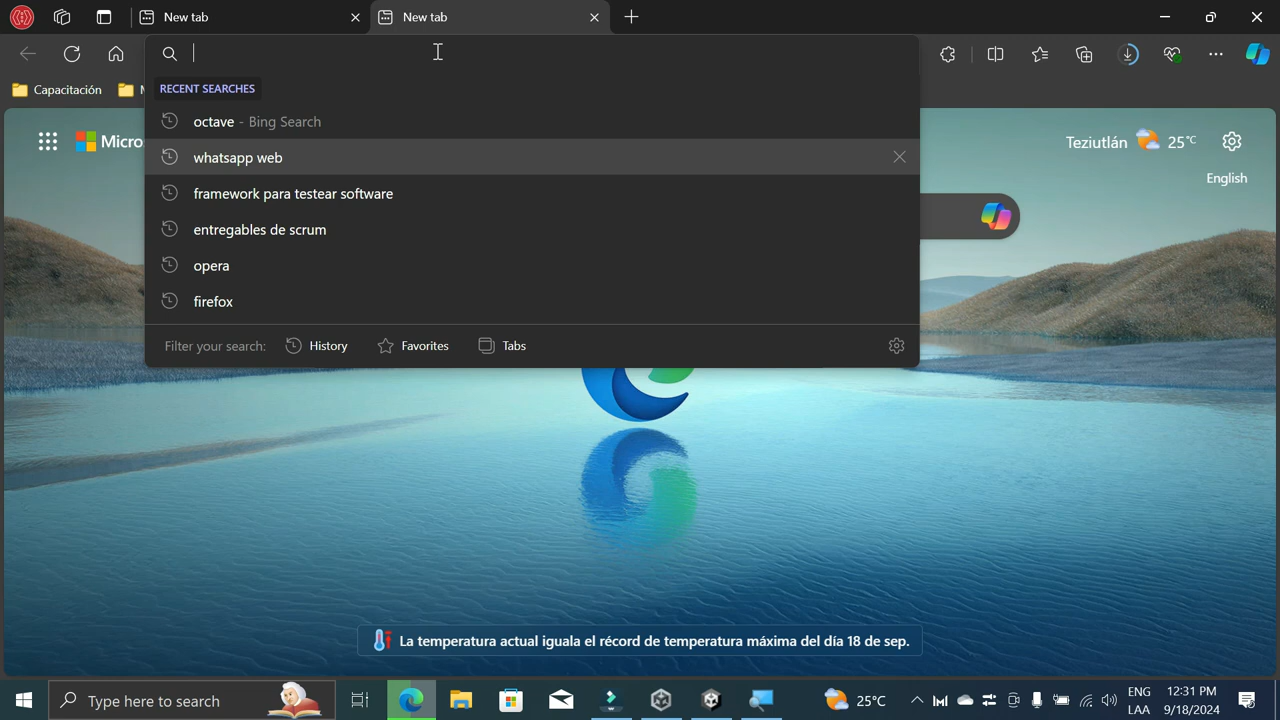 New tab
New tab
RECENT SEARCHES
octave - Bing Search
whatsapp web
framework para testear software
entregables de scrum
opera
firefox
Filter your search: History Favorites Tabs
Capacitación
Micro
Teziutlán 25°C
English
La temperatura actual iguala el récord de temperatura máxima del día 18 de sep.
Type here to search
25°C
ENG
LAA
12:31 PM
9/18/2024